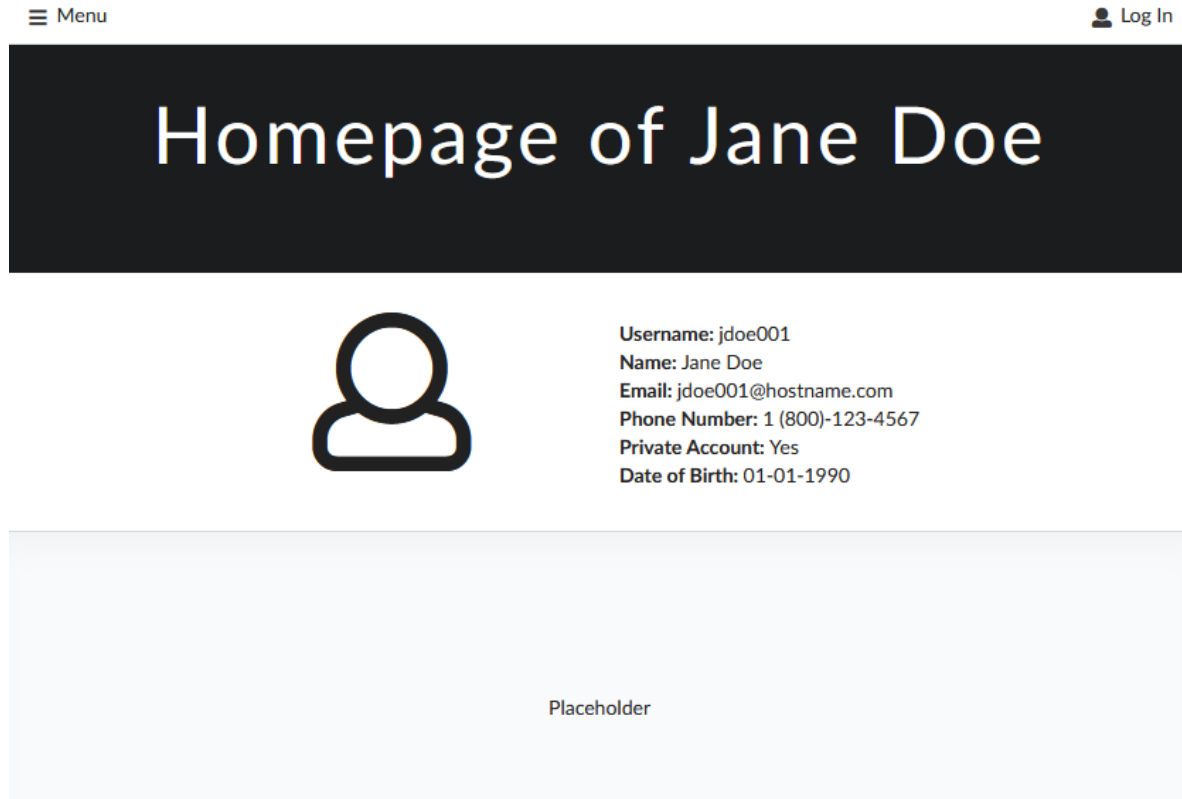 Menu
Log In
Homepage of Jane Doe
Username: jdoe001
Name: Jane Doe
Email: jdoe001@hostname.com
Phone Number: 1 (800)-123-4567
Private Account: Yes
Date of Birth: 01-01-1990
Placeholder